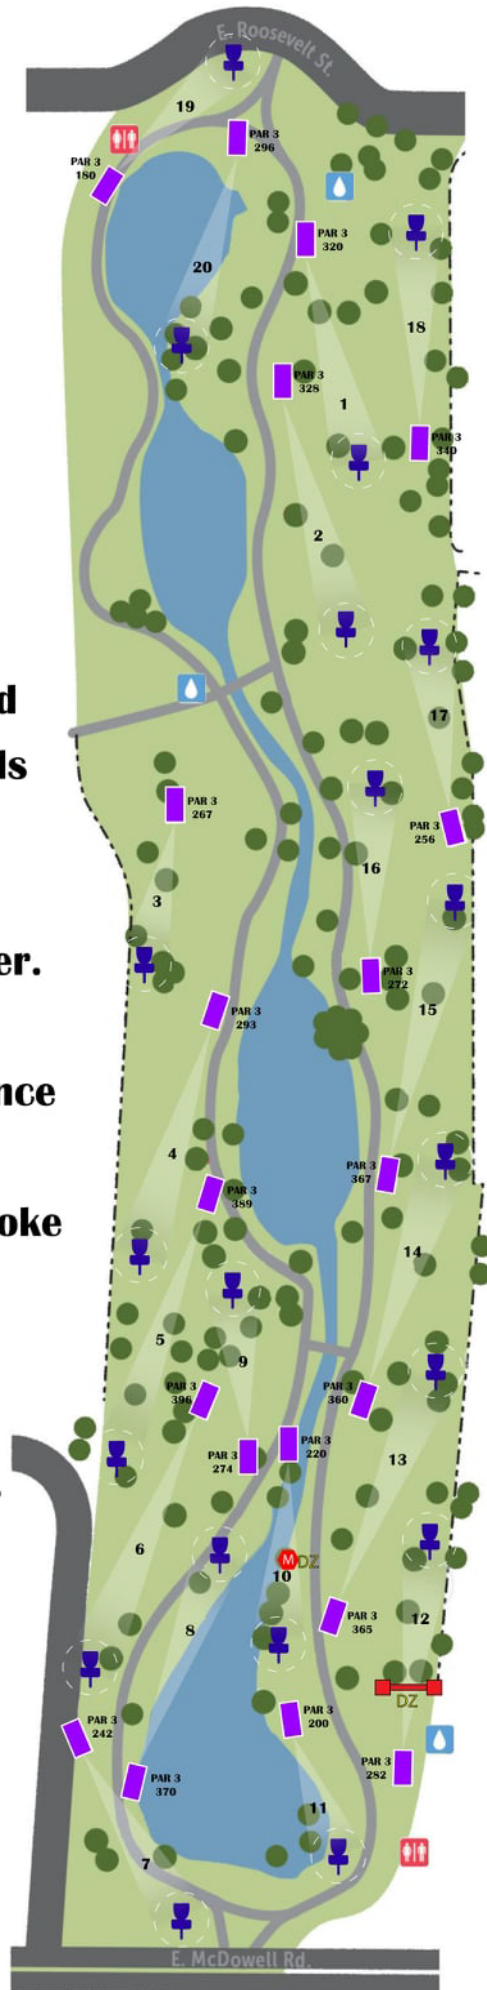 E. Roosevelt St.
19
PAR 3
296
PAR 3
180
PAR 3
320
20
18
PAR 3
328
1
PAR 3
340
2
d
ls
17
PAR 3
267
PAR 3
256
16
3
er.
PAR 3
272
PAR 3
293
15
nce
4
PAR 3
367
PAR 3
389
oke
14
5
9
PAR 3
396
PAR 3
360
PAR 3
220
PAR 3
274
13
6
M DZ
10
8
PAR 3
365
12
DZ
PAR 3
242
PAR 3
200
PAR 3
282
PAR 3
370
11
7
E. McDowell Rd.